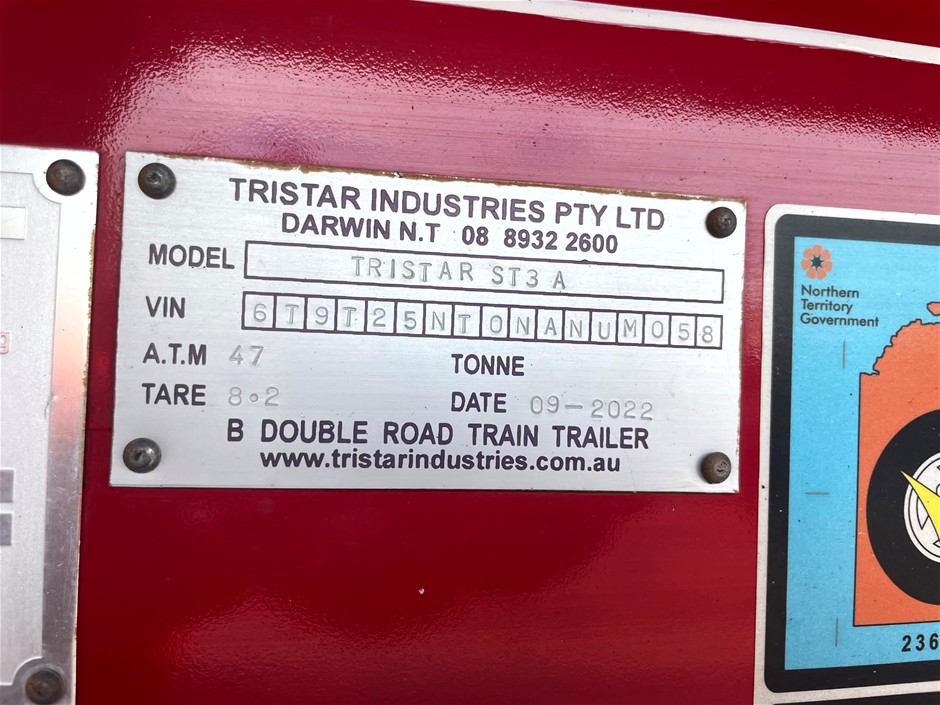 TRISTAR INDUSTRIES PTY LTD
DARWIN N.T 08 8932 2600
MODEL TRISTAR ST3 A
VIN 6T9T25NT0NANUM058
A.T.M 47 TONNE
TARE 8.2 DATE 09-2022
B DOUBLE ROAD TRAIN TRAILER
www.tristarindustries.com.au
Northern
Territory
Government
236